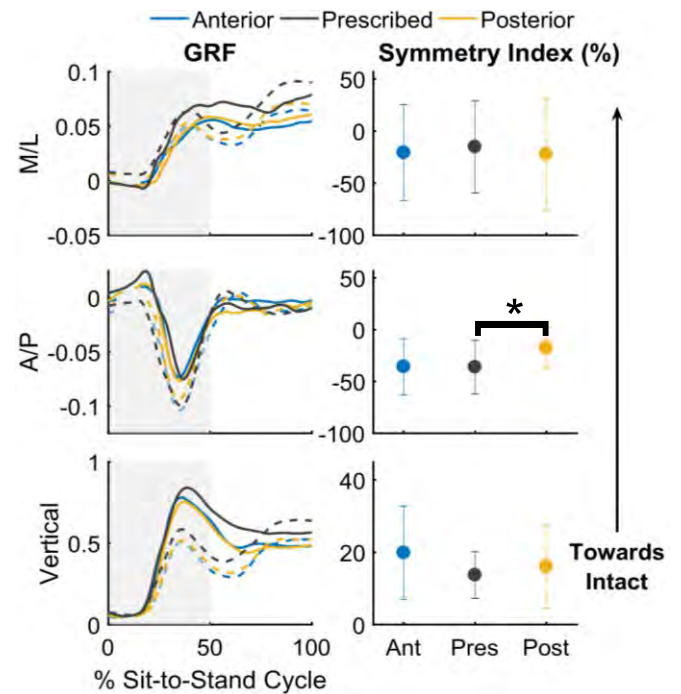 Anterior Prescribed Posterior
GRF Symmetry Index (%)
M/L
0.1
0.05
0
-0.05
50
0
-50
-100
A/P
0
-0.05
-0.1
50
0
*
-50
-100
Vertical
1
0.5
0
40
20
0
Towards
Intact
0 50 100
Ant Pres Post
% Sit-to-Stand Cycle